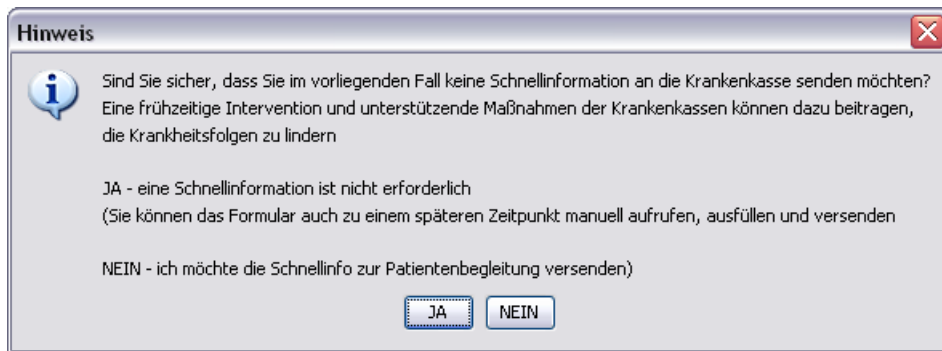 Hinweis
Sind Sie sicher, dass Sie im vorliegenden Fall keine Schnellinformation an die Krankenkasse senden möchten?
Eine frühzeitige Intervention und unterstützende Maßnahmen der Krankenkassen können dazu beitragen,
die Krankheitsfolgen zu lindern
JA - eine Schnellinformation ist nicht erforderlich
(Sie können das Formular auch zu einem späteren Zeitpunkt manuell aufrufen, ausfüllen und versenden
NEIN - ich möchte die Schnellinfo zur Patientenbegleitung versenden)
JA NEIN